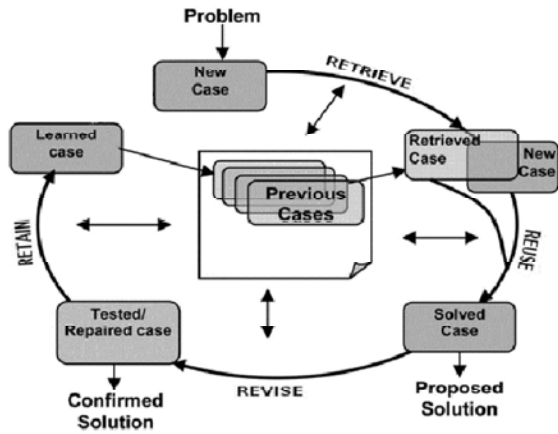 Problem
New
Case
RETRIEVE
Learned
case
Retrieved
Case
New
Case
Previous
Cases
RETAIN
REUSE
Tested/
Repaired case
Solved
Case
REVISE
Confirmed
Solution
Proposed
Solution